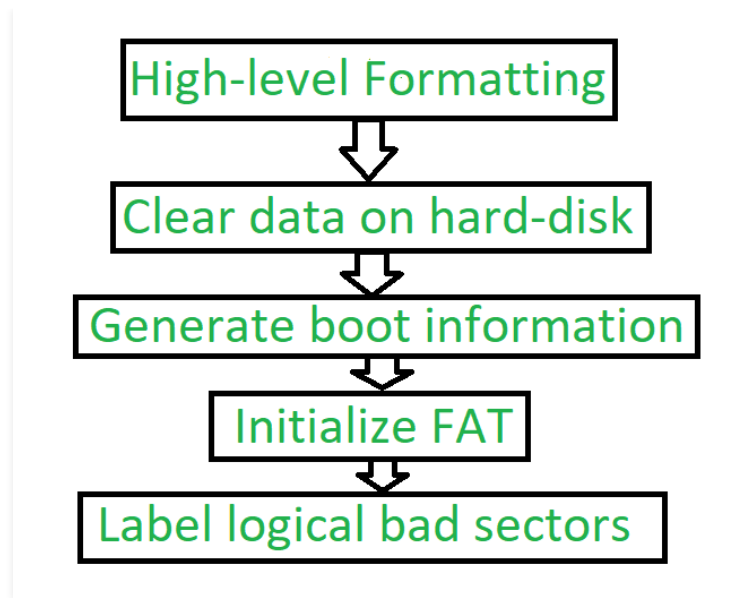 High-level Formatting
Clear data on hard-disk
Generate boot information
Initialize FAT
Label logical bad sectors